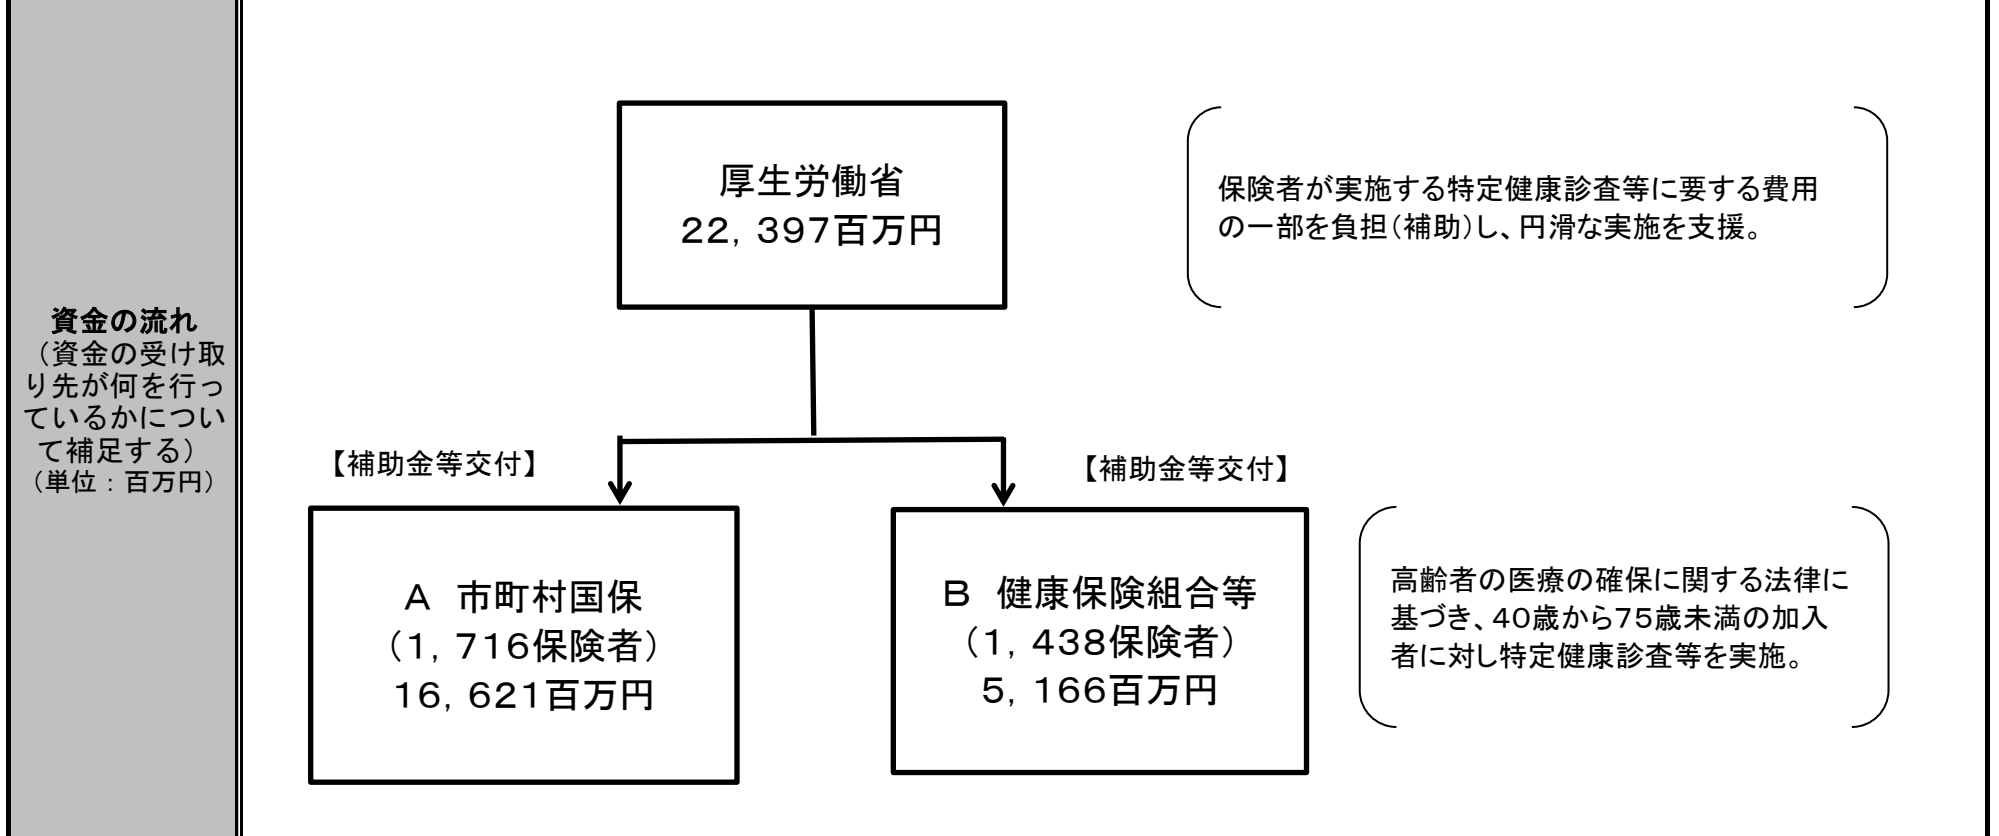 資金の流れ
（資金の受け取
り先が何を行っ
ているかについ
て補足する）
（単位：百万円）
厚生労働省
２２，３９７百万円
保険者が実施する特定健康診査等に要する費用
の一部を負担（補助）し、円滑な実施を支援。
【補助金等交付】
【補助金等交付】
Ａ　市町村国保
（１，７１６保険者）
１６，６２１百万円
Ｂ　健康保険組合等
（１，４３８保険者）
５，１６６百万円
高齢者の医療の確保に関する法律に
基づき、４０歳から７５歳未満の加入
者に対し特定健康診査等を実施。